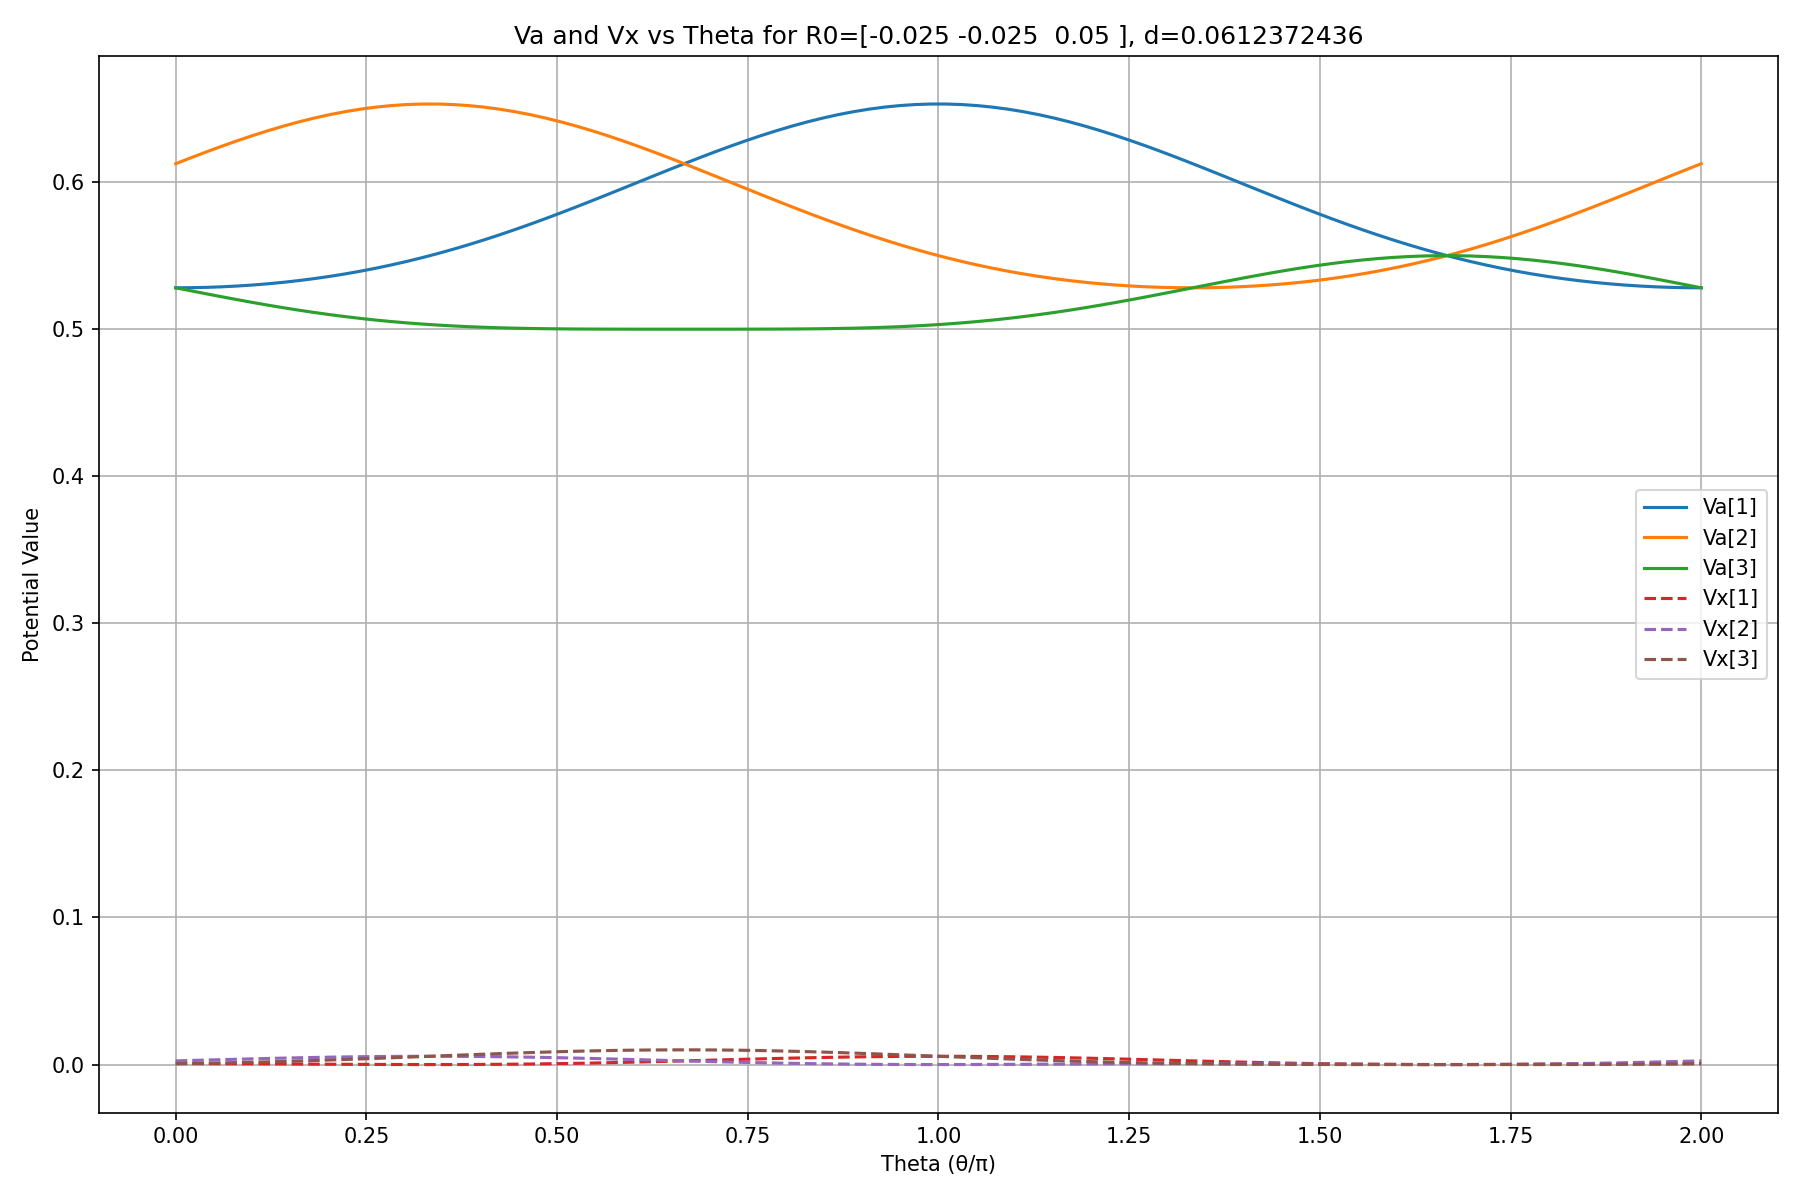 Va and Vx vs Theta for R0=[-0.025 -0.025  0.05 ], d=0.0612372436
Potential Value
0.6
0.5
0.4
0.3
0.2
0.1
0.0
Va[1]
Va[2]
Va[3]
Vx[1]
Vx[2]
Vx[3]
0.00 0.25 0.50 0.75 1.00 1.25 1.50 1.75 2.00
Theta (θ/π)